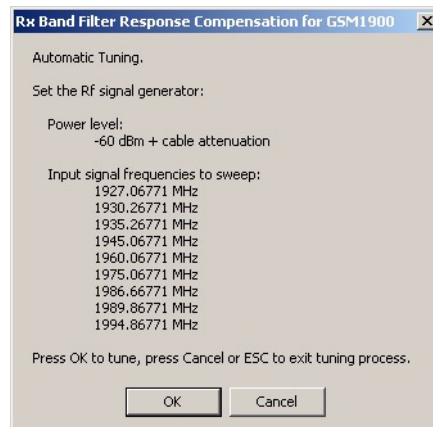 Rx Band Filter Response Compensation for GSM1900
Automatic Tuning.
Set the Rf signal generator:
Power level:
-60 dBm + cable attenuation
Input signal frequencies to sweep:
1927.06771 MHz
1930.26771 MHz
1935.26771 MHz
1945.06771 MHz
1960.06771 MHz
1975.06771 MHz
1986.66771 MHz
1989.86771 MHz
1994.86771 MHz
Press OK to tune, press Cancel or ESC to exit tuning process.
OK Cancel